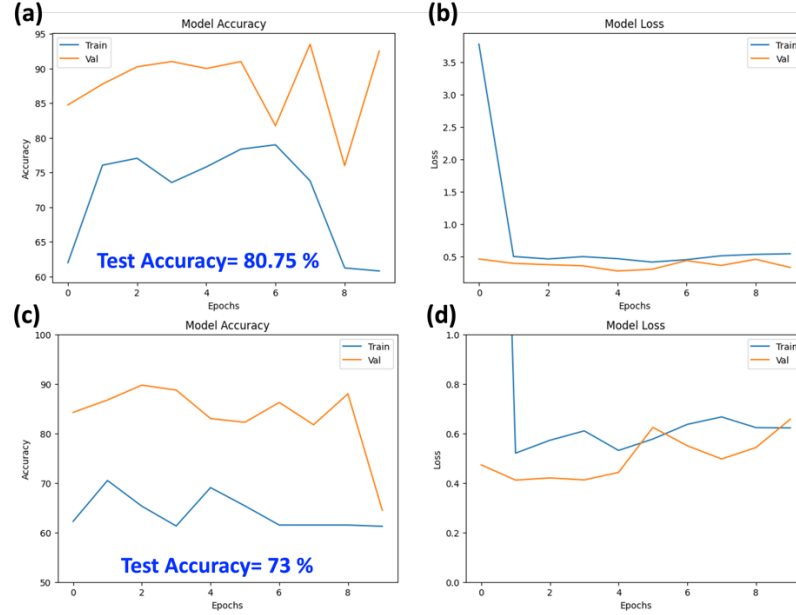 (a)
Model Accuracy
95
90
85
80
75
70
65
60
Accuracy
Train
Val
Test Accuracy= 80.75 %
0 2 4 6 8
Epochs
(b)
Model Loss
3.5
3.0
2.5
2.0
1.5
1.0
0.5
Loss
Train
Val
0 2 4 6 8
Epochs
(c)
Model Accuracy
100
90
80
70
60
50
Accuracy
Train
Val
Test Accuracy= 73 %
0 2 4 6 8
Epochs
(d)
Model Loss
1.0
0.8
0.6
0.4
0.2
0.0
Loss
Train
Val
0 2 4 6 8
Epochs